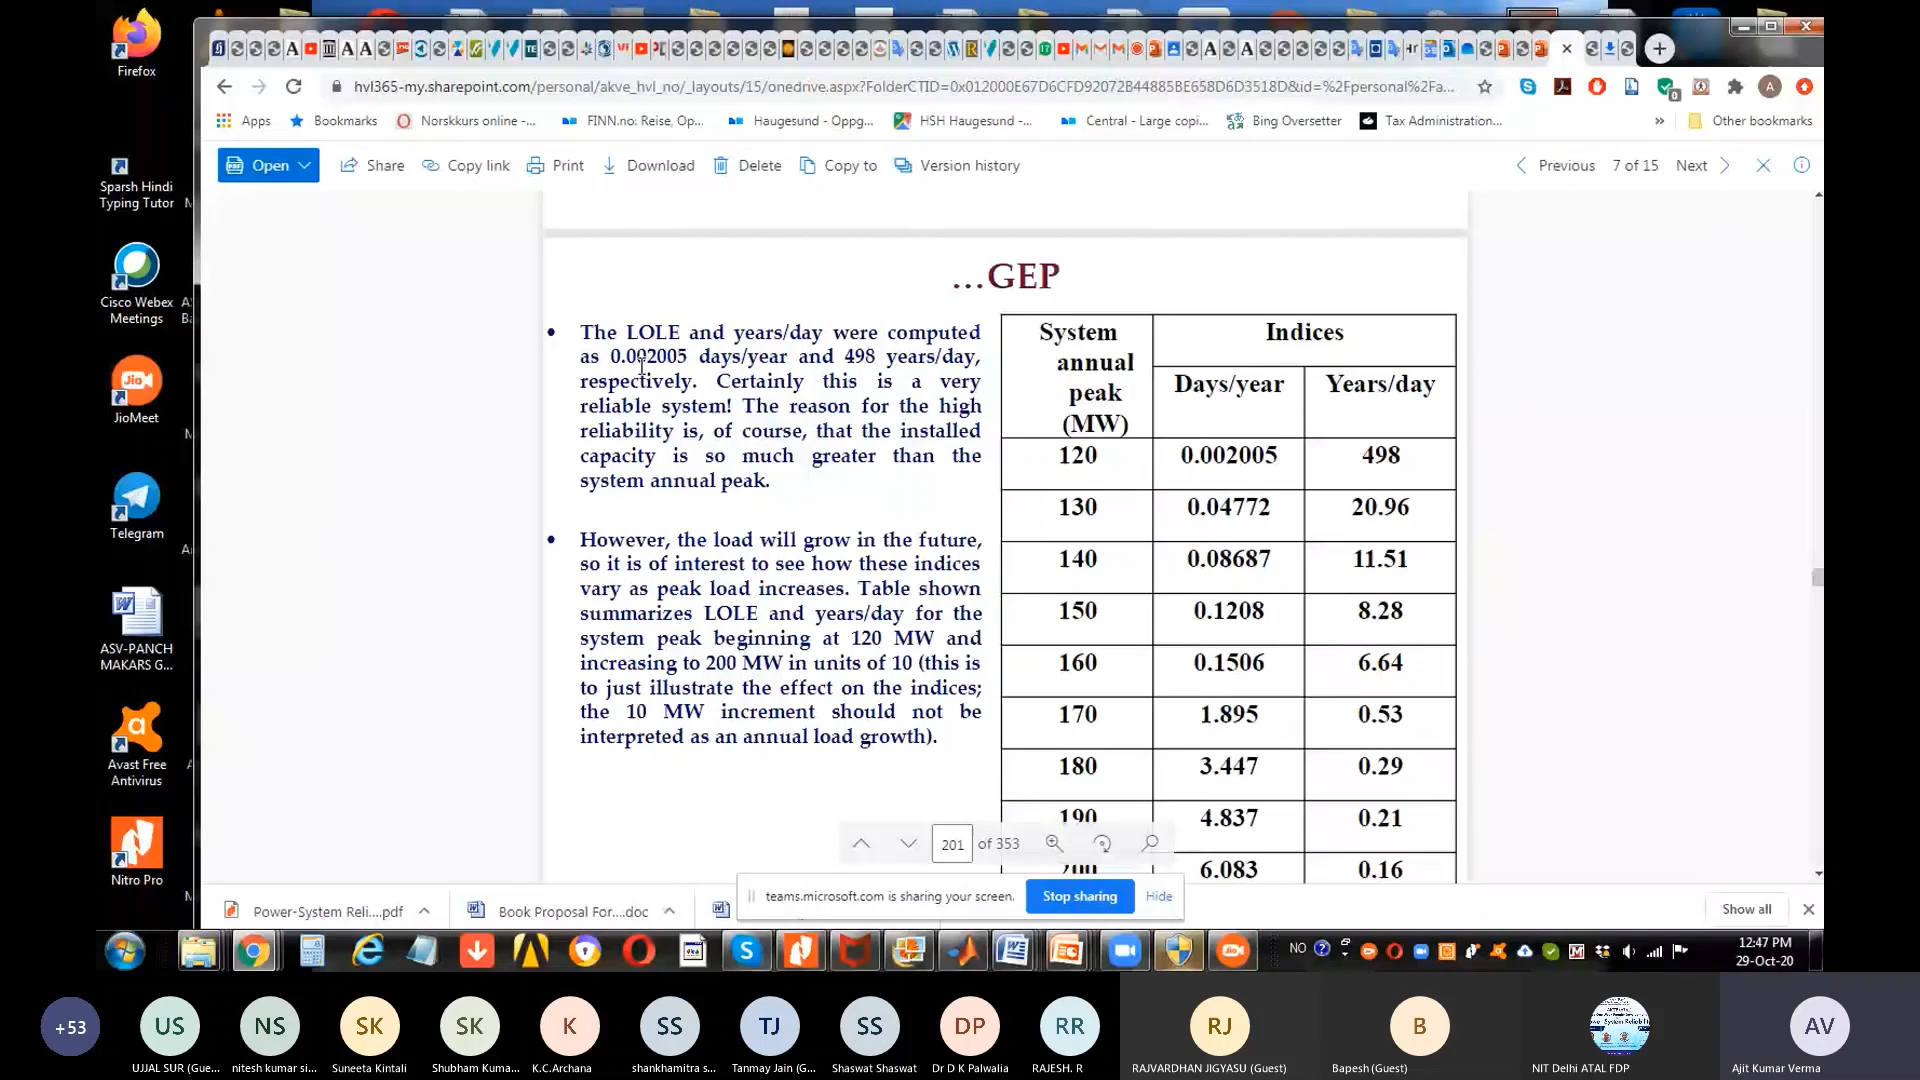 Firefox
hvl365-my.sharepoint.com/personal/akve_hvl_no/_layouts/15/onedrive.aspx?FolderCTID=0x012000E67D6CFD92072B44885BE658D6D3518D&id=%2Fpersonal%2Fa...
Apps
Bookmarks
Norskkurs online -...
FINN.no: Reise, Op...
Haugesund - Oppg...
HSH Haugesund -...
Central - Large copi...
Bing Oversetter
Tax Administration...
»
Other bookmarks
Open
Share
Copy link
Print
Download
Delete
Copy to
Version history
Previous
7 of 15
Next
Sparsh Hindi
Typing Tutor
Cisco Webex
Meetings
JioMeet
Telegram
ASV-PANCH
MAKARS G...
Avast Free
Antivirus
Nitro Pro
...GEP
• The LOLE and years/day were computed
as 0.002005 days/year and 498 years/day,
respectively. Certainly this is a very
reliable system! The reason for the high
reliability is, of course, that the installed
capacity is so much greater than the
system annual peak.
• However, the load will grow in the future,
so it is of interest to see how these indices
vary as peak load increases. Table shown
summarizes LOLE and years/day for the
system peak beginning at 120 MW and
increasing to 200 MW in units of 10 (this is
to just illustrate the effect on the indices;
the 10 MW increment should not be
interpreted as an annual load growth).
System
annual
peak
(MW)
Indices
Days/year Years/day
120 0.002005 498
130 0.04772 20.96
140 0.08687 11.51
150 0.1208 8.28
160 0.1506 6.64
170 1.895 0.53
180 3.447 0.29
190 4.837 0.21
200 6.083 0.16
201 of 353
teams.microsoft.com is sharing your screen.
Stop sharing
Hide
Power-System Reli....pdf
Book Proposal For....doc
Show all
NO
12:47 PM
29-Oct-20
+53
US
NS
SK
SK
K
SS
TJ
SS
DP
RR
RJ
B
AV
UJJAL SUR (Gue...
nitesh kumar si...
Suneeta Kintali
Shubham Kuma...
K.C.Archana
shankhamitra s...
Tanmay Jain (G...
Shaswat Shaswat
Dr D K Palwalia
RAJESH. R
RAJVARDHAN JIGYASU (Guest)
Bapesh (Guest)
NIT Delhi ATAL FDP
Ajit Kumar Verma